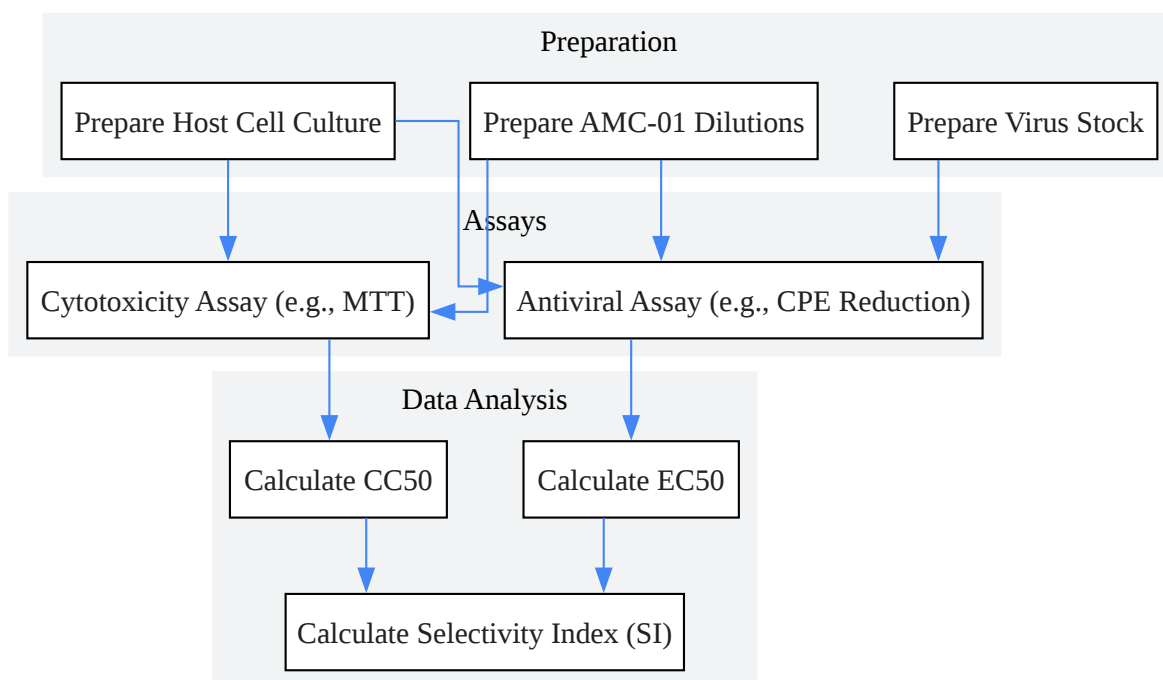 Preparation
Prepare Host Cell Culture
Prepare AMC-01 Dilutions
Prepare Virus Stock
Assays
Cytotoxicity Assay (e.g., MTT)
Antiviral Assay (e.g., CPE Reduction)
Data Analysis
Calculate CC50
Calculate EC50
Calculate Selectivity Index (SI)